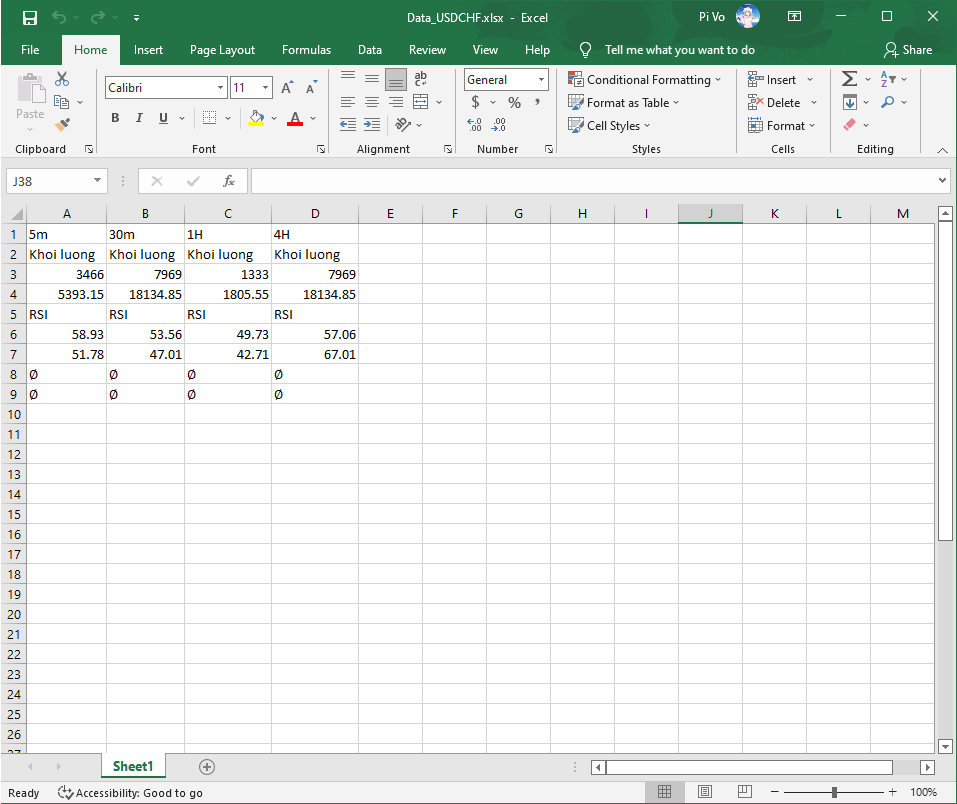 Data_USDCHF.xlsx - Excel
Pi Vo
File Home Insert Page Layout Formulas Data Review View Help Tell me what you want to do Share
Paste
Clipboard
Calibri 11
B I U
Font
Alignment
General
Number
Conditional Formatting
Format as Table
Cell Styles
Styles
Insert
Delete
Format
Cells
Editing
J38
fx
A B C D E F G H I J K L M
1 5m 30m 1H 4H
2 Khoi luong Khoi luong Khoi luong Khoi luong
3 3466 7969 1333 7969
4 5393.15 18134.85 1805.55 18134.85
5 RSI RSI RSI RSI
6 58.93 53.56 49.73 57.06
7 51.78 47.01 42.71 67.01
8 Ø Ø Ø Ø
9 Ø Ø Ø Ø
10
11
12
13
14
15
16
17
18
19
20
21
22
23
24
25
26
27
Sheet1
Ready Accessibility: Good to go 100%